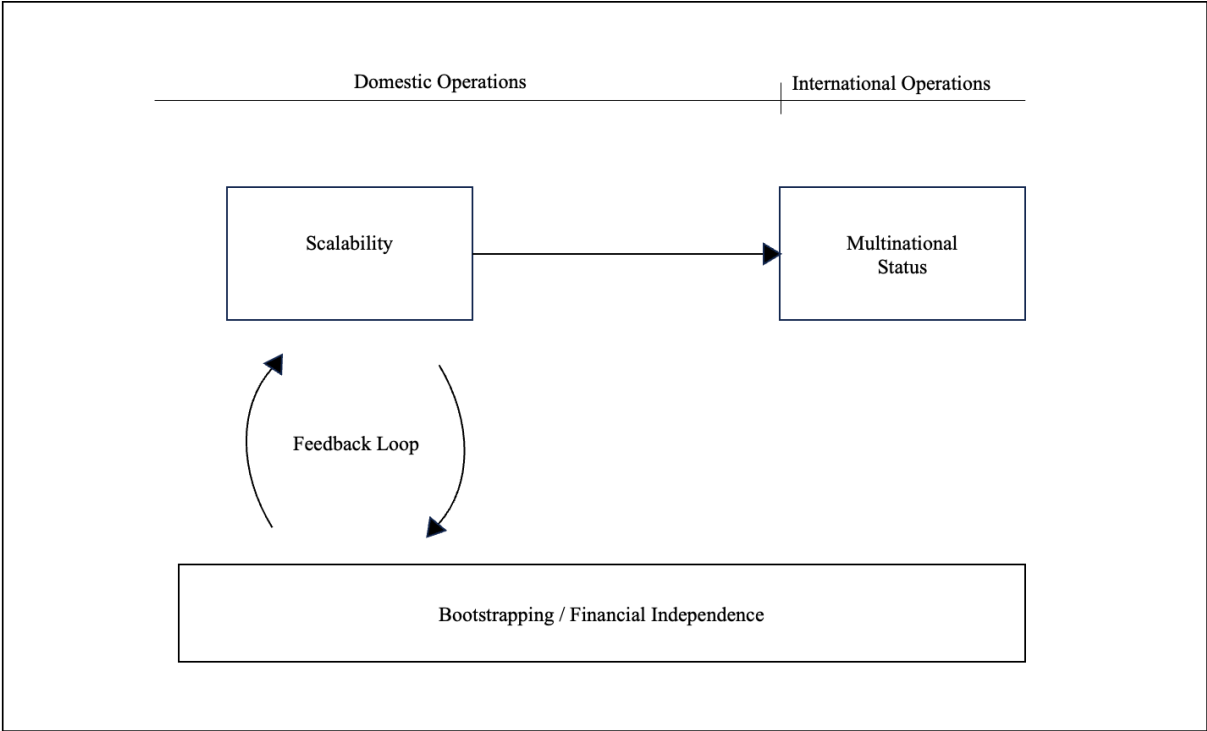 Domestic Operations
International Operations
Scalability
Multinational
Status
Feedback Loop
Bootstrapping / Financial Independence